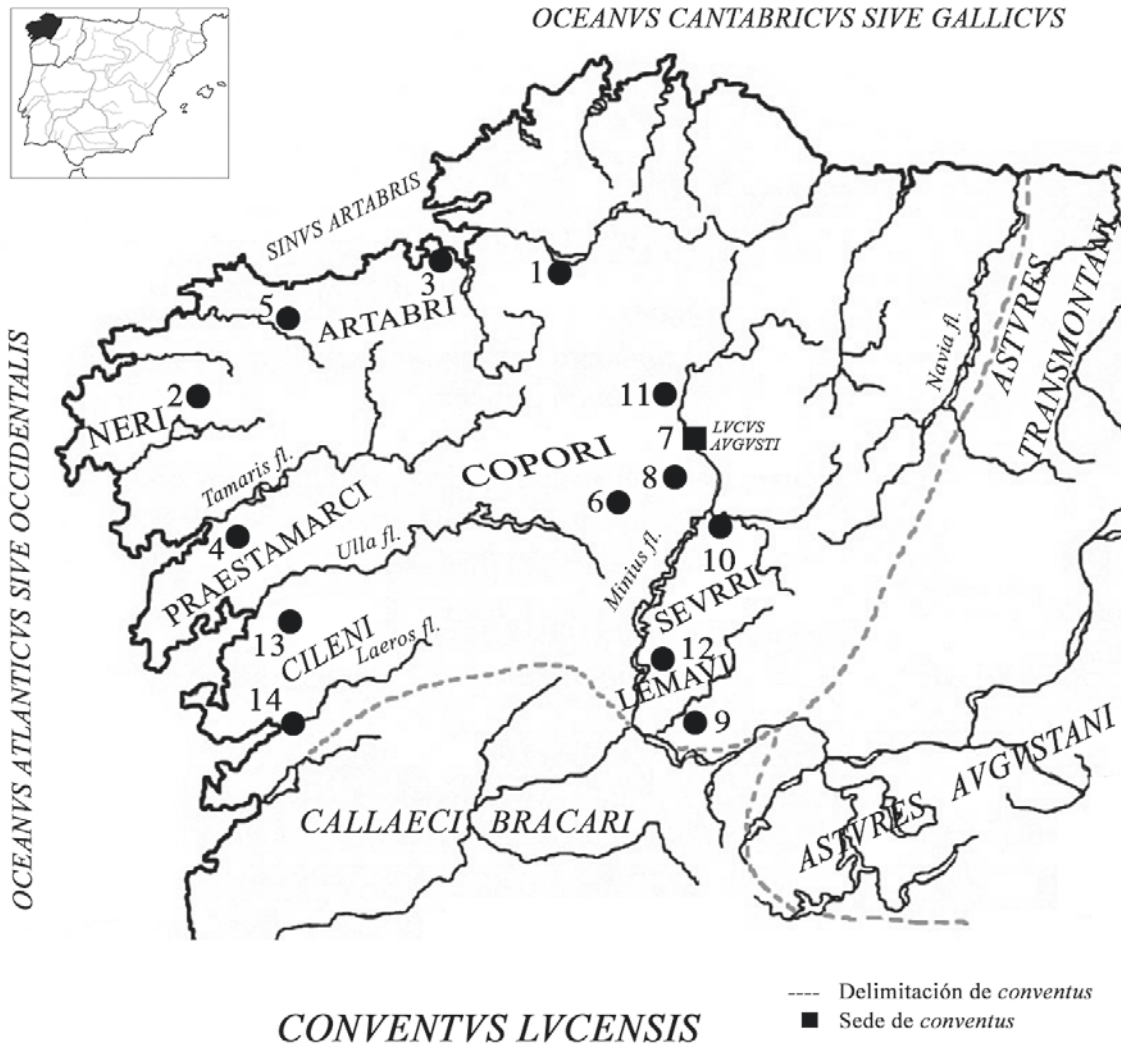 OCEANVS CANTABRICVS SIVE GALLICVS
SINVS ARTABRIS
3
1
5
ARTABRI
ASTVRES
TRANSMONTANI
Navia fl.
OCEANVS ATLANTICVS SIVE OCCIDENTALIS
2
NERI
11
7
LVCVS
AVGVSTI
COPORI
8
6
Tamaris fl.
4
PRAESTAMARCI
Ulla fl.
10
Minius fl.
SEVRRI
13
CILENI
Laeros fl.
12
LEMAVI
14
9
ASTVRES AVGVSTANI
CALLAECI BRACARI
---- Delimitación de conventus
■ Sede de conventus
CONVENTVS LVCENSIS